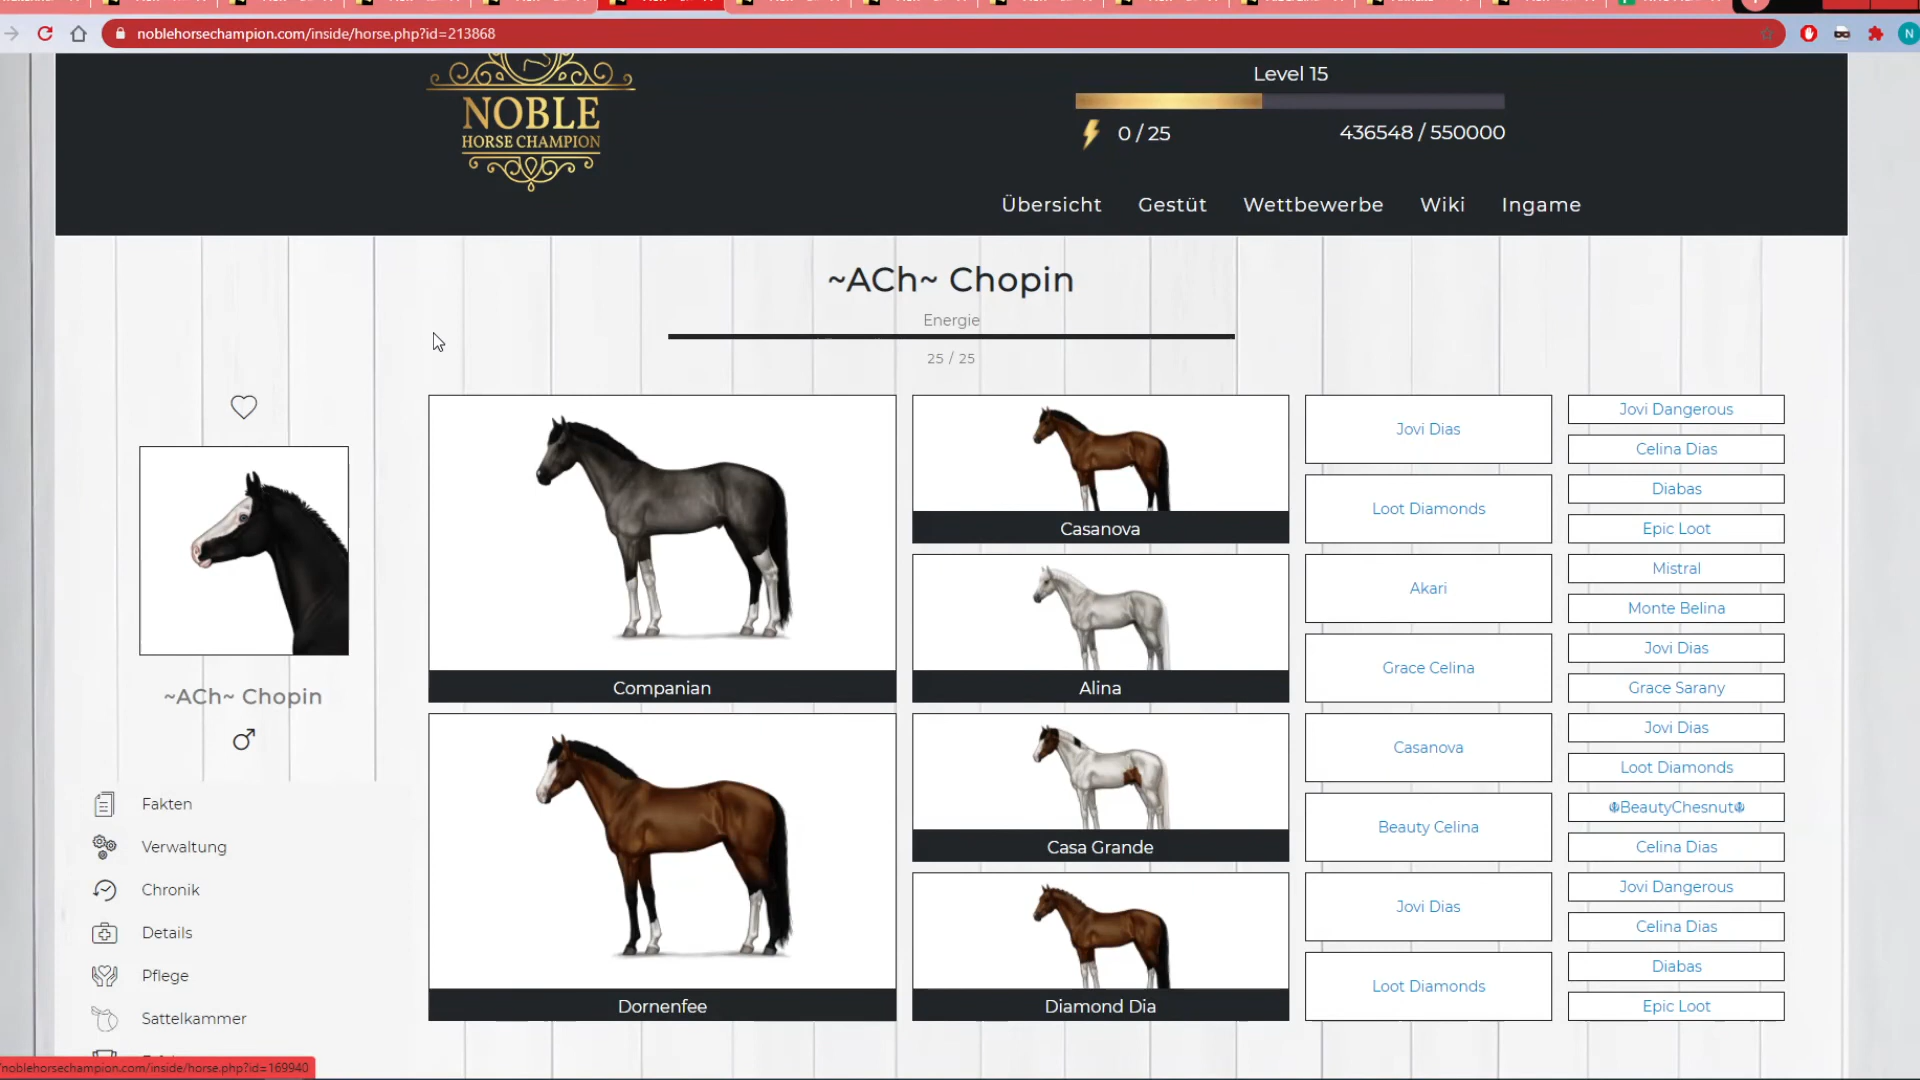 noblehorsechampion.com/inside/horse.php?id=213868
N
NOBLE
HORSE CHAMPION
Level 15
0 / 25
436548 / 550000
Übersicht Gestüt Wettbewerbe Wiki Ingame
~ACh~ Chopin
Energie
25 / 25
~ACh~ Chopin
Fakten
Verwaltung
Chronik
Details
Pflege
Sattelkammer
Companian
Dornenfee
Casanova
Alina
Casa Grande
Diamond Dia
Jovi Dias
Loot Diamonds
Akari
Grace Celina
Casanova
Beauty Celina
Jovi Dias
Loot Diamonds
Jovi Dangerous
Celina Dias
Diabas
Epic Loot
Mistral
Monte Belina
Jovi Dias
Grace Sarany
Jovi Dias
Loot Diamonds
☬BeautyChesnut☬
Celina Dias
Jovi Dangerous
Celina Dias
Diabas
Epic Loot
noblehorsechampion.com/inside/horse.php?id=169940